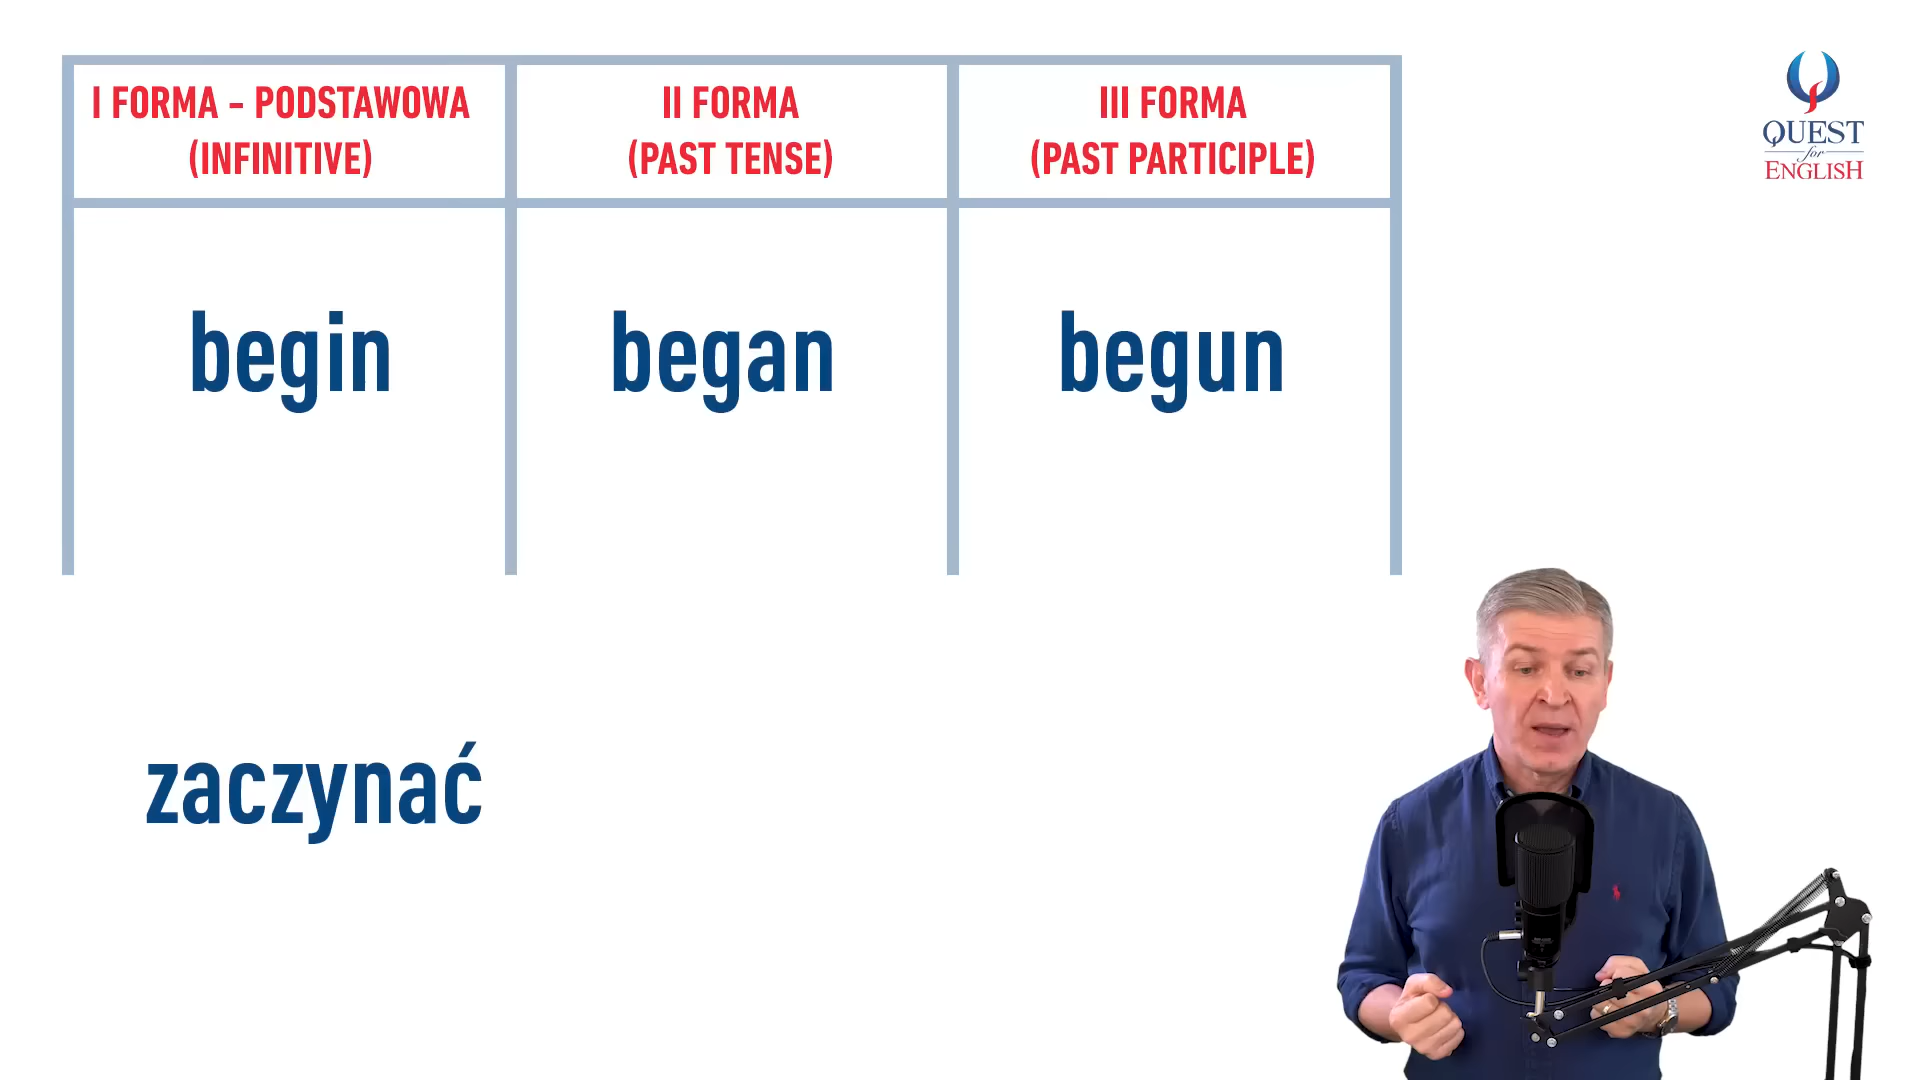 I FORMA – PODSTAWOWA
(INFINITIVE)
II FORMA
(PAST TENSE)
III FORMA
(PAST PARTICIPLE)
QUEST
for
ENGLISH
begin
began
begun
zaczynać